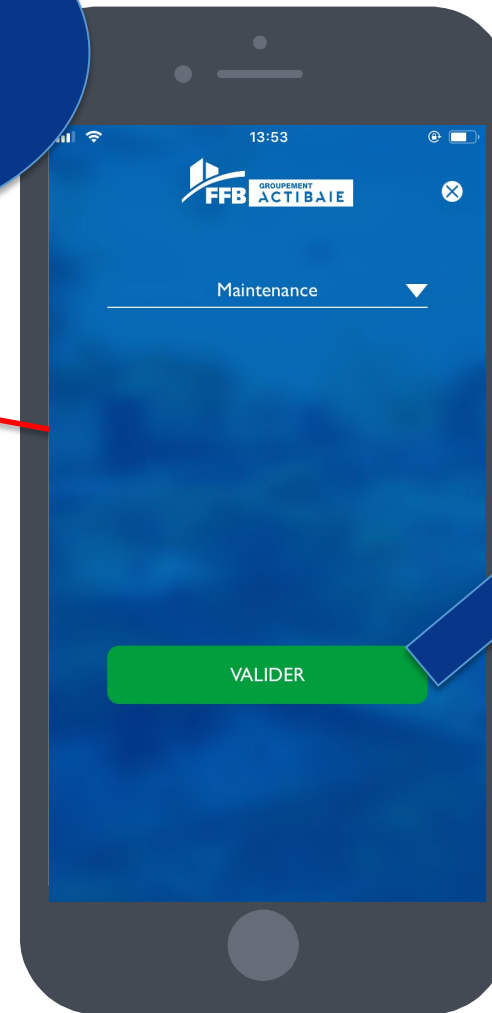 13:53
FFB GROUPEMENT
ACTIBAIE
Maintenance
VALIDER